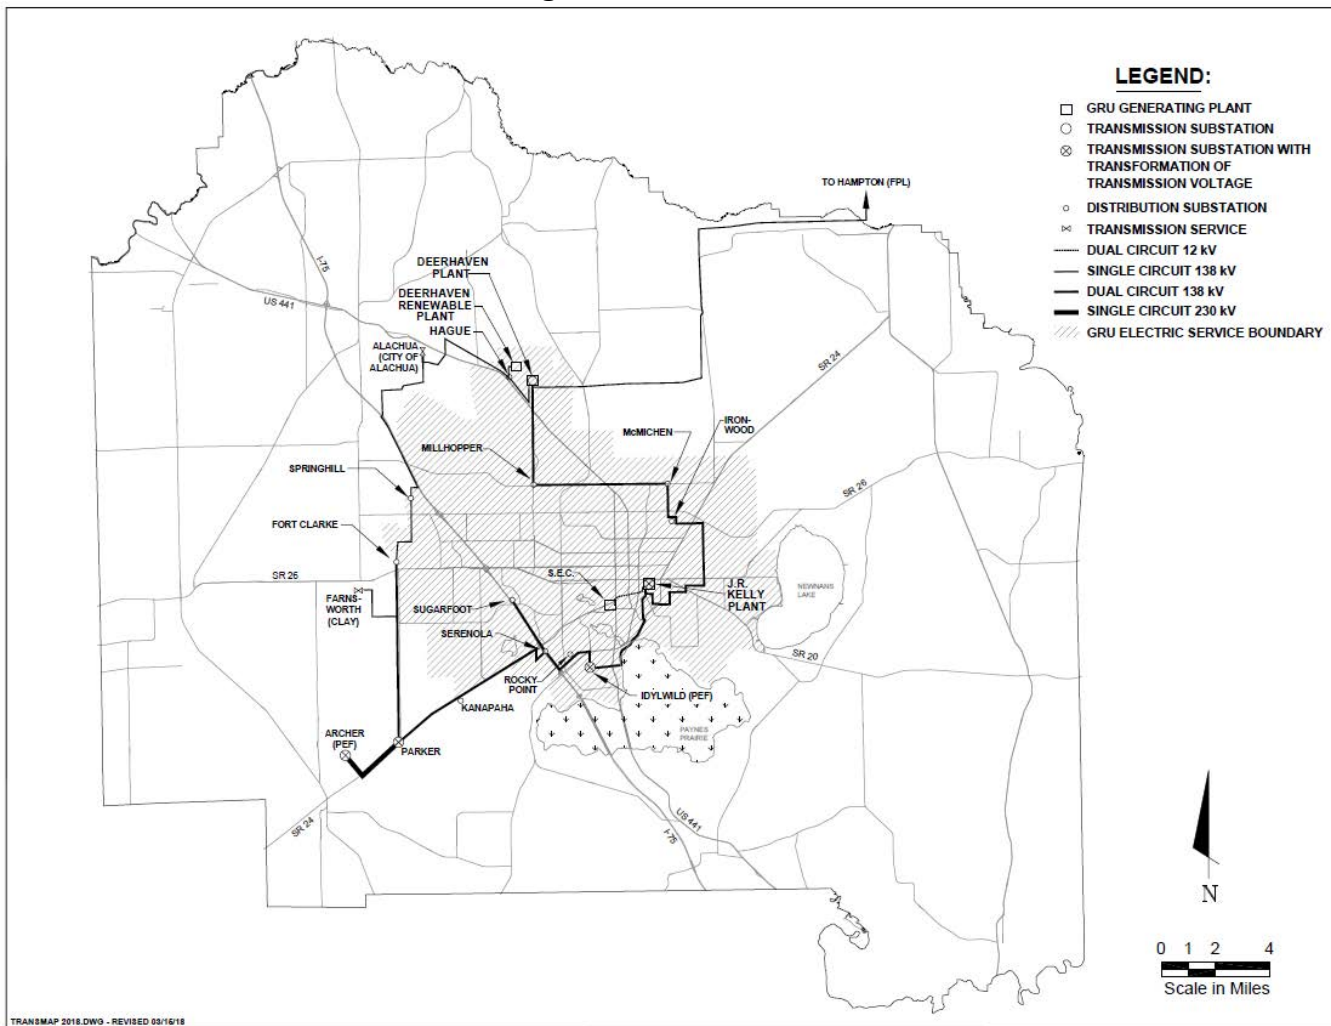 LEGEND:
GRU GENERATING PLANT
TRANSMISSION SUBSTATION
TRANSMISSION SUBSTATION WITH
TRANSFORMATION OF
TRANSMISSION VOLTAGE
DISTRIBUTION SUBSTATION
TRANSMISSION SERVICE
DUAL CIRCUIT 12 kV
SINGLE CIRCUIT 138 kV
DUAL CIRCUIT 138 kV
SINGLE CIRCUIT 230 kV
GRU ELECTRIC SERVICE BOUNDARY
TO HAMPTON (FPL)
I-75
US 441
DEERHAVEN
PLANT
DEERHAVEN
RENEWABLE
PLANT
HAGUE
ALACHUA
(CITY OF
ALACHUA)
SR 24
McMICHEN
IRON-
WOOD
MILLHOPPER
SPRINGHILL
SR 26
FORT CLARKE
S.E.C.
SR 26
FARNS-
WORTH
(CLAY)
J.R.
KELLY
PLANT
NEWNANS
LAKE
SUGARFOOT
SERENOLA
SR 20
ROCKY
POINT
IDYLWILD (PEF)
KANAPAHA
PAYNES
PRAIRIE
ARCHER
(PEF)
PARKER
SR 24
US 441
I-75
N
0 1 2 4
Scale in Miles
TRANSMAP 2018.DWG - REVISED 03/16/18